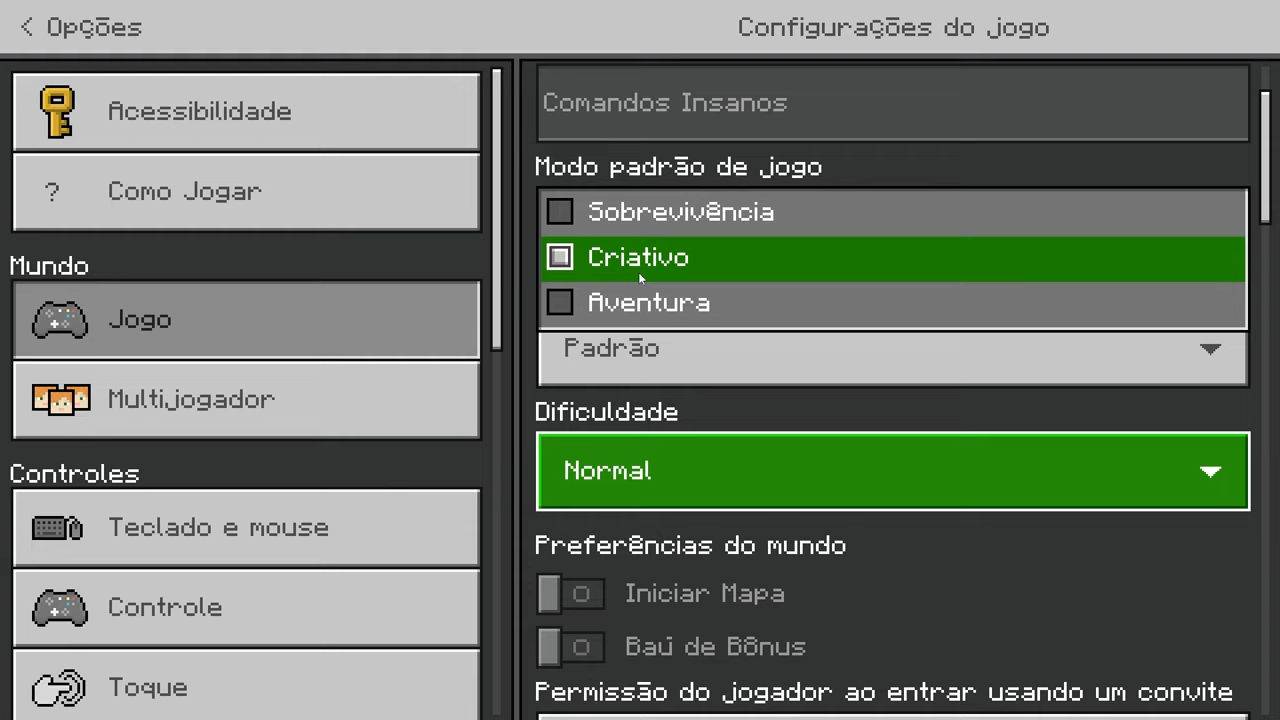 Opções
Configurações do jogo
Acessibilidade
? Como Jogar
Mundo
Jogo
Multijogador
Controles
Teclado e mouse
Controle
Toque
Comandos Insanos
Modo padrão de jogo
Sobrevivência
Criativo
Aventura
Padrão
Dificuldade
Normal
Preferências do mundo
Iniciar Mapa
Baú de Bônus
Permissão do jogador ao entrar usando um convite